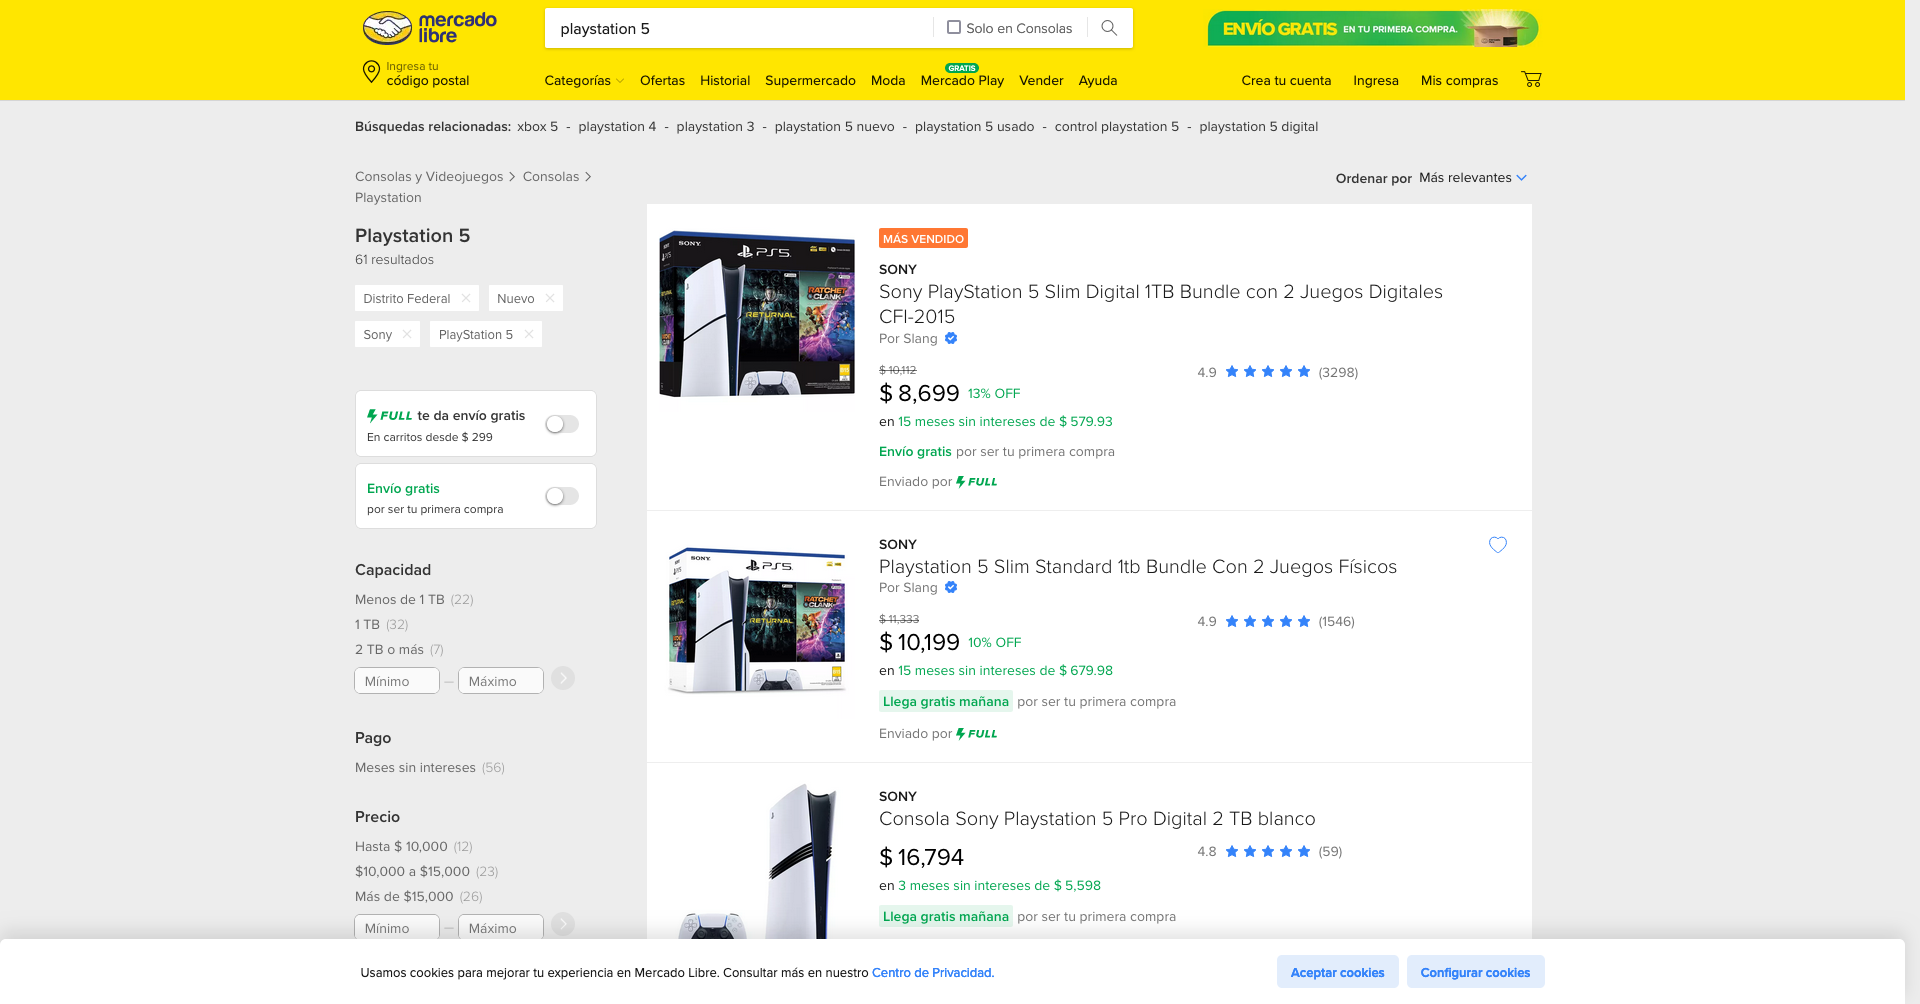 mercado
libre
playstation 5
Solo en Consolas
ENVÍO GRATIS EN TU PRIMERA COMPRA.
Ingresa tu
código postal
Categorías
Ofertas
Historial
Supermercado
Moda
GRATIS
Mercado Play
Vender
Ayuda
Crea tu cuenta
Ingresa
Mis compras
Búsquedas relacionadas: xbox 5 - playstation 4 - playstation 3 - playstation 5 nuevo - playstation 5 usado - control playstation 5 - playstation 5 digital
Consolas y Videojuegos > Consolas >
Playstation
Playstation 5
61 resultados
Distrito Federal
Nuevo
Sony
PlayStation 5
FULL te da envío gratis
En carritos desde $ 299
Envío gratis
por ser tu primera compra
Capacidad
Menos de 1 TB (22)
1 TB (32)
2 TB o más (7)
Mínimo – Máximo
Pago
Meses sin intereses (56)
Precio
Hasta $ 10,000 (12)
$10,000 a $15,000 (23)
Más de $15,000 (26)
Mínimo – Máximo
Ordenar por Más relevantes
SONY
PS5
RETURNAL
RATCHET
CLANK
MÁS VENDIDO
SONY
Sony PlayStation 5 Slim Digital 1TB Bundle con 2 Juegos Digitales
CFI-2015
Por Slang
$ 10,112
$ 8,699 13% OFF
4.9 (3298)
en 15 meses sin intereses de $ 579.93
Envío gratis por ser tu primera compra
Enviado por FULL
SONY
PS5
RETURNAL
RATCHET
CLANK
SONY
Playstation 5 Slim Standard 1tb Bundle Con 2 Juegos Físicos
Por Slang
$ 11,333
$ 10,199 10% OFF
4.9 (1546)
en 15 meses sin intereses de $ 679.98
Llega gratis mañana por ser tu primera compra
Enviado por FULL
SONY
Consola Sony Playstation 5 Pro Digital 2 TB blanco
$ 16,794
4.8 (59)
en 3 meses sin intereses de $ 5,598
Llega gratis mañana por ser tu primera compra
Usamos cookies para mejorar tu experiencia en Mercado Libre. Consultar más en nuestro Centro de Privacidad.
Aceptar cookies
Configurar cookies